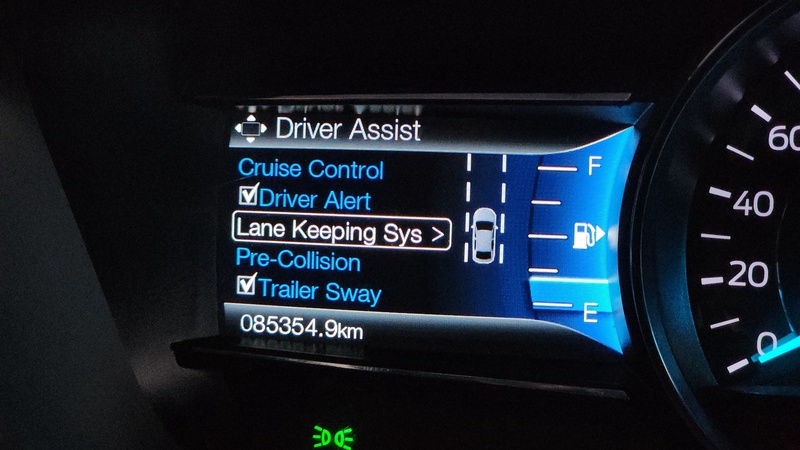 Driver Assist
Cruise Control
Driver Alert
Lane Keeping Sys >
Pre-Collision
Trailer Sway
085354.9km
F
E
60
40
20
0